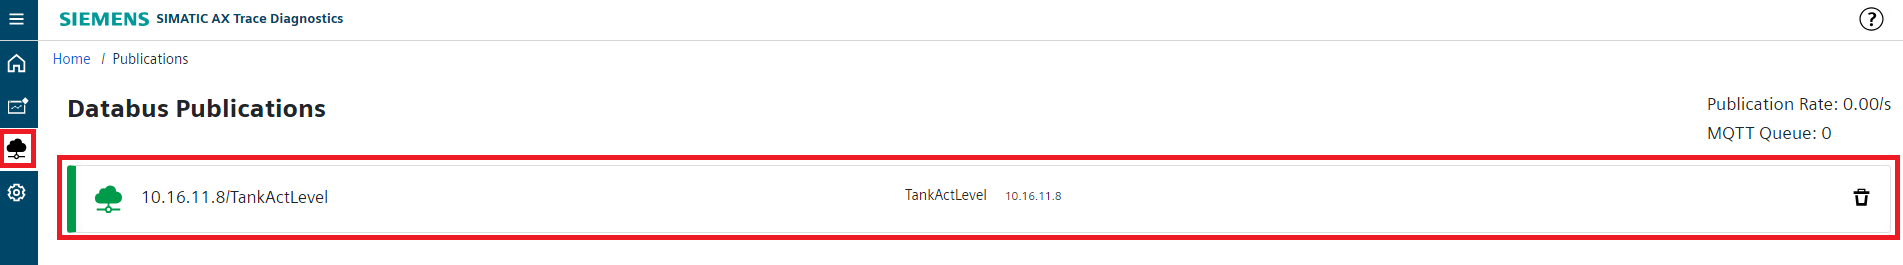 SIEMENS SIMATIC AX Trace Diagnostics
?
Home / Publications
Databus Publications
Publication Rate: 0.00/s
MQTT Queue: 0
10.16.11.8/TankActLevel TankActLevel 10.16.11.8